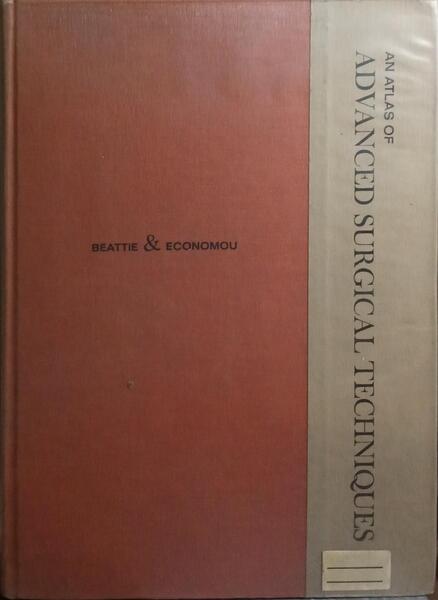 AN ATLAS OF
ADVANCED SURGICAL TECHNIQUES
BEATTIE & ECONOMOU